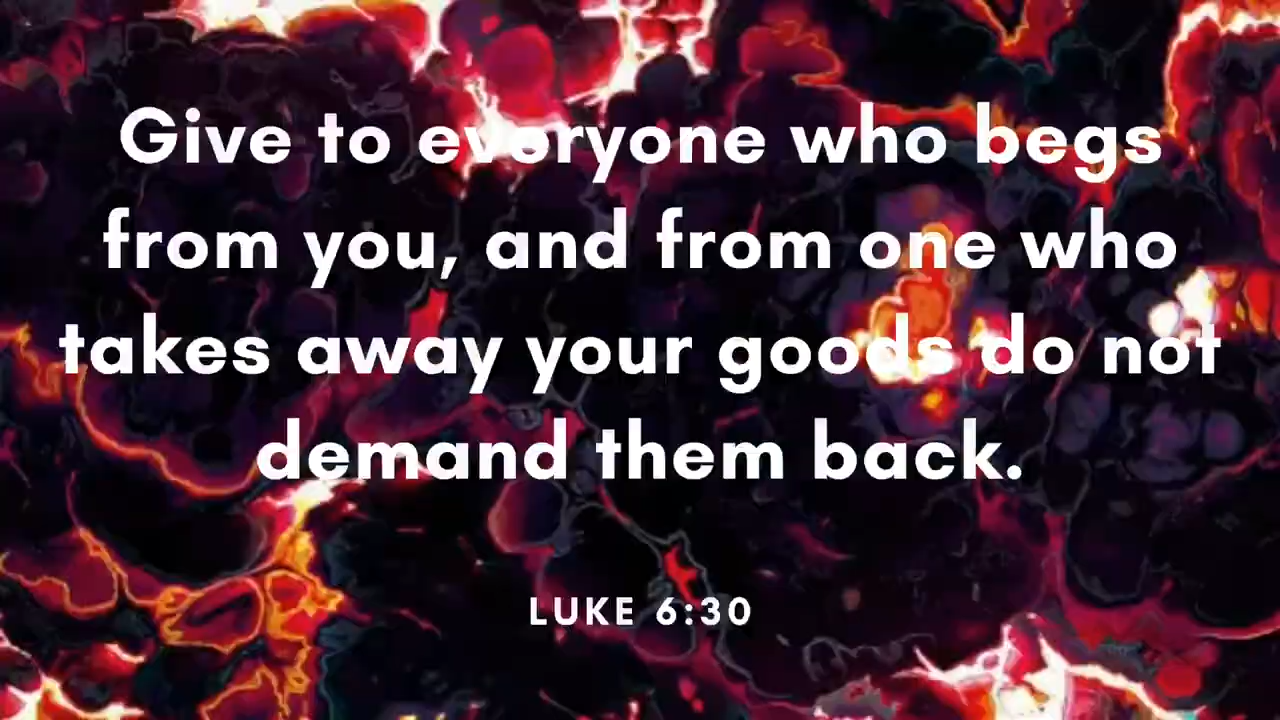 Give to everyone who begs
from you, and from one who
takes away your goods do not
demand them back.
LUKE 6:30